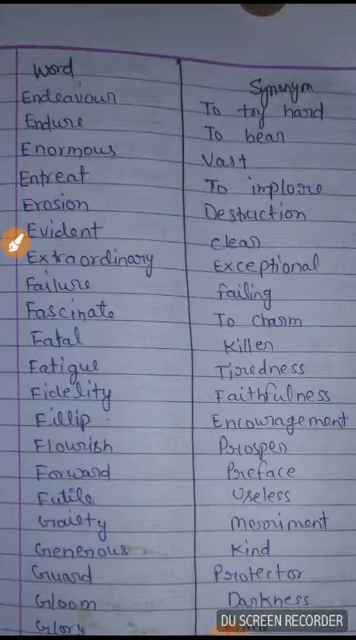 Word Synonym
Endeavour To try hard
Endure To bear
Enormous Vast
Entreat To implore
Erosion Destruction
Evident clear
Extraordinary Exceptional
Failure failing
Fascinate To charm
Fatal Killer
Fatigue Tiredness
Fidelity Faithfulness
Fillip Encouragement
Flourish Prosper
Forward Preface
Futile Useless
Gaiety Merriment
Generous Kind
Guard Protector
Gloom Darkness
Glory
DU SCREEN RECORDER